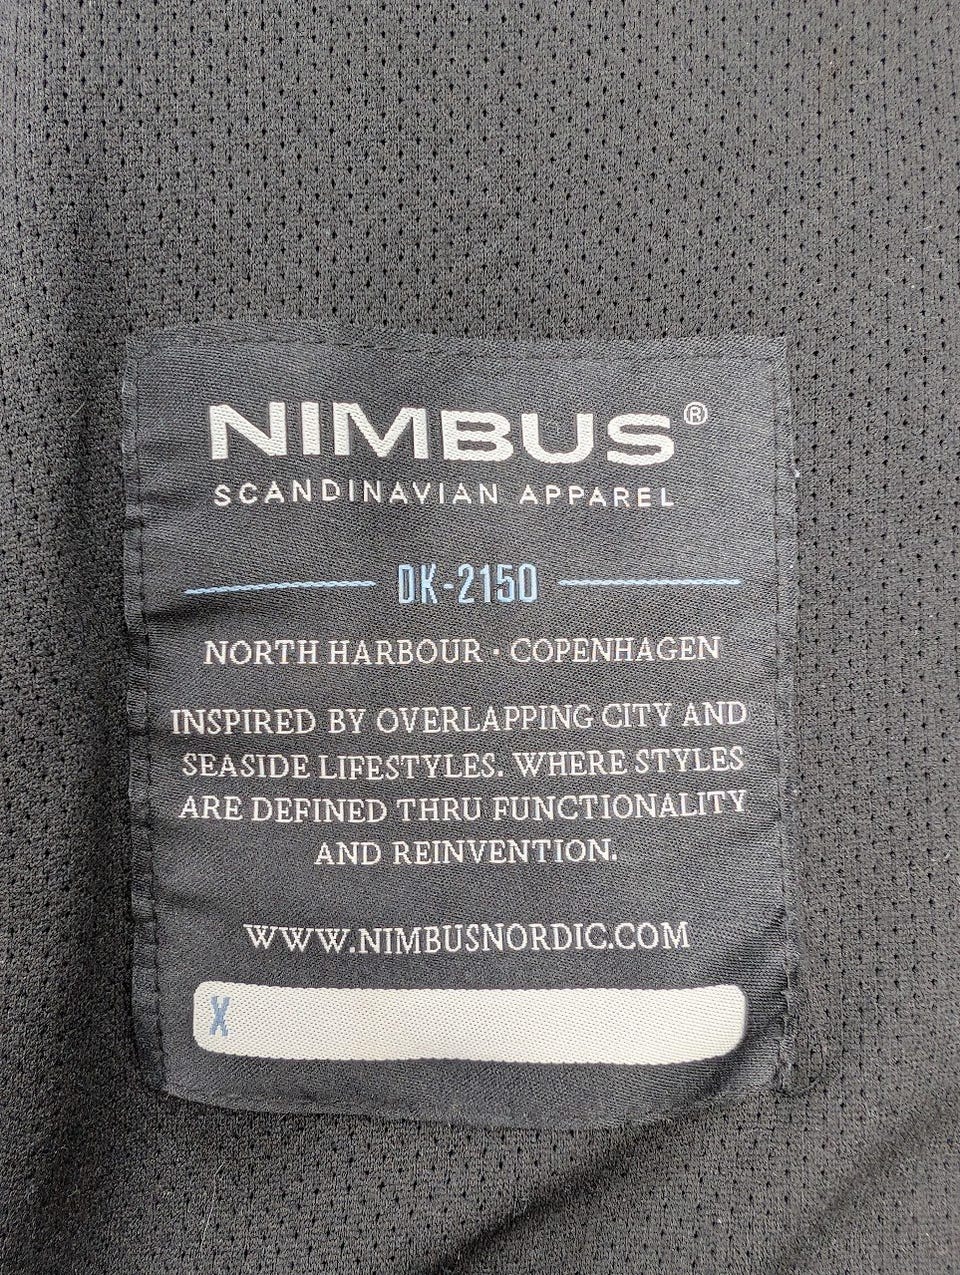 NIMBUS®
SCANDINAVIAN APPAREL
DK-2150
NORTH HARBOUR · COPENHAGEN
INSPIRED BY OVERLAPPING CITY AND
SEASIDE LIFESTYLES. WHERE STYLES
ARE DEFINED THRU FUNCTIONALITY
AND REINVENTION.
WWW.NIMBUSNORDIC.COM
X